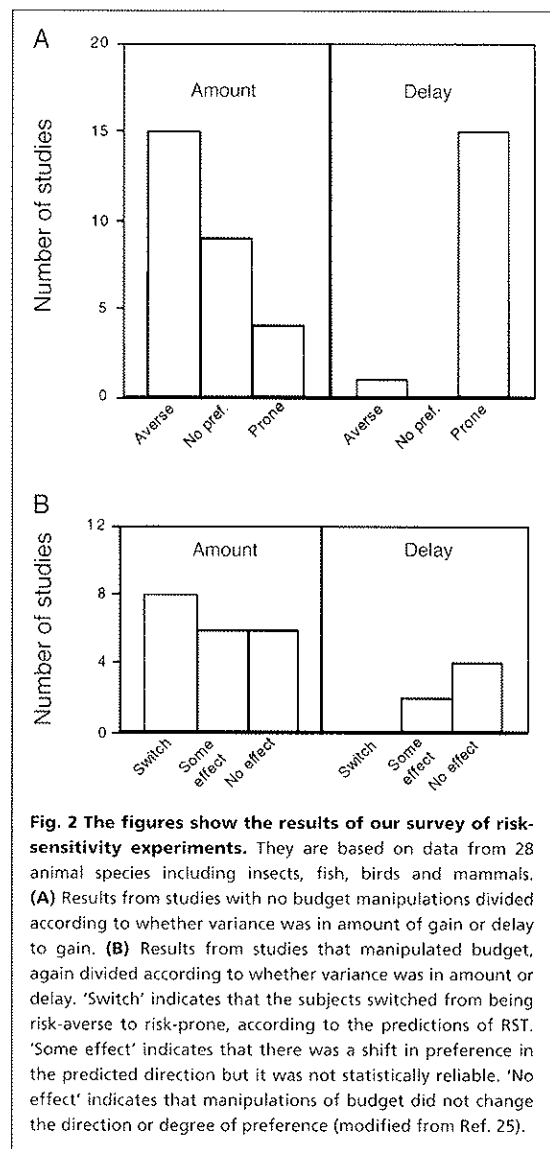 A
Number of studies
20
15
10
5
0
Amount
Delay
Averse
No pref.
Prone
Averse
No pref.
Prone
B
Number of studies
12
8
4
0
Amount
Delay
Switch
Some
effect
No effect
Switch
Some
effect
No effect
Fig. 2 The figures show the results of our survey of risk-
sensitivity experiments. They are based on data from 28
animal species including insects, fish, birds and mammals.
(A) Results from studies with no budget manipulations divided
according to whether variance was in amount of gain or delay
to gain. (B) Results from studies that manipulated budget,
again divided according to whether variance was in amount or
delay. 'Switch' indicates that the subjects switched from being
risk-averse to risk-prone, according to the predictions of RST.
'Some effect' indicates that there was a shift in preference in
the predicted direction but it was not statistically reliable. 'No
effect' indicates that manipulations of budget did not change
the direction or degree of preference (modified from Ref. 25).